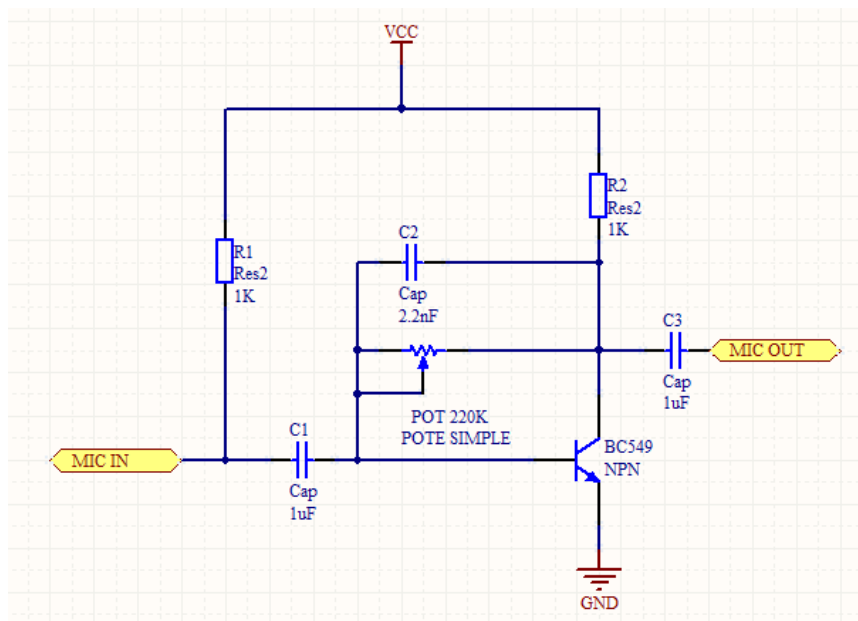 VCC
R2
Res2
1K
C2
R1
Res2
1K
Cap
2.2nF
C3
MIC OUT
Cap
1uF
POT 220K
POTE SIMPLE
C1
BC549
NPN
MIC IN
Cap
1uF
GND